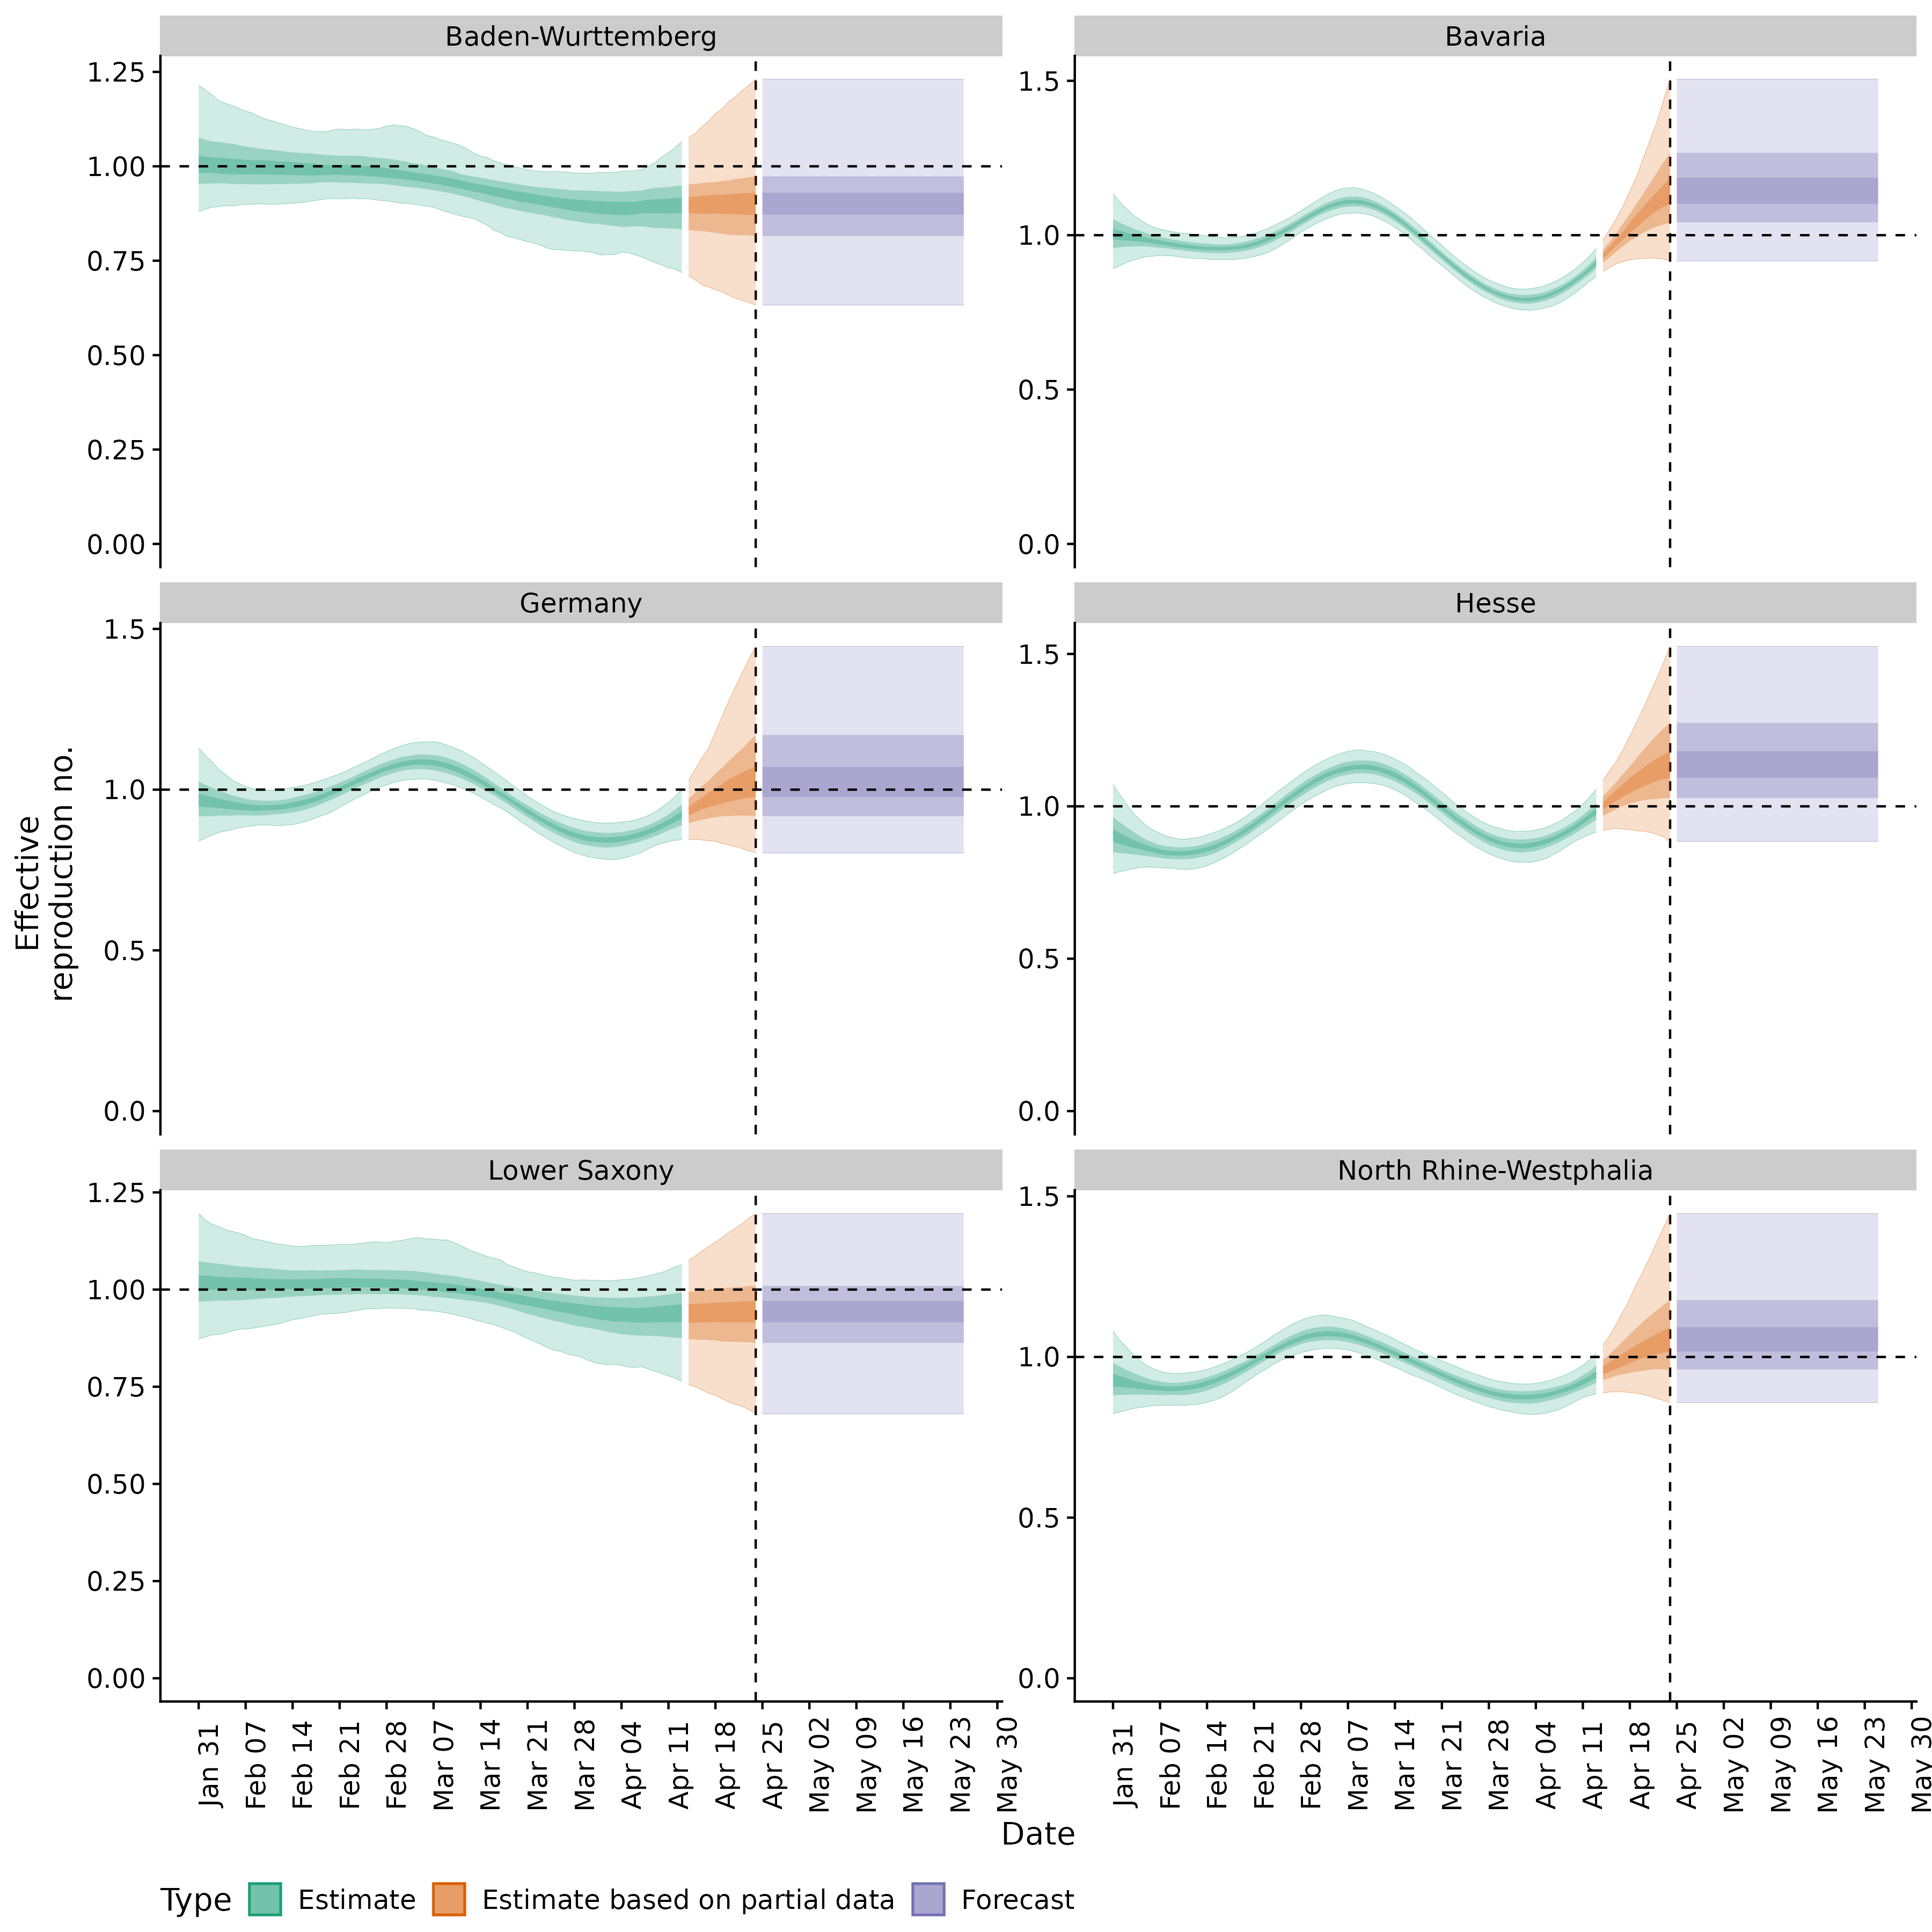 Baden-Wurttemberg
1.25
1.00
0.75
0.50
0.25
0.00
Bavaria
1.5
1.0
0.5
0.0
Germany
1.5
1.0
0.5
0.0
Hesse
1.5
1.0
0.5
0.0
Effective
reproduction no.
Lower Saxony
1.25
1.00
0.75
0.50
0.25
0.00
North Rhine-Westphalia
1.5
1.0
0.5
0.0
Jan 31 Feb 07 Feb 14 Feb 21 Feb 28 Mar 07 Mar 14 Mar 21 Mar 28 Apr 04 Apr 11 Apr 18 Apr 25 May 02 May 09 May 16 May 23 May 30
Jan 31 Feb 07 Feb 14 Feb 21 Feb 28 Mar 07 Mar 14 Mar 21 Mar 28 Apr 04 Apr 11 Apr 18 Apr 25 May 02 May 09 May 16 May 23 May 30
Date
Type Estimate Estimate based on partial data Forecast